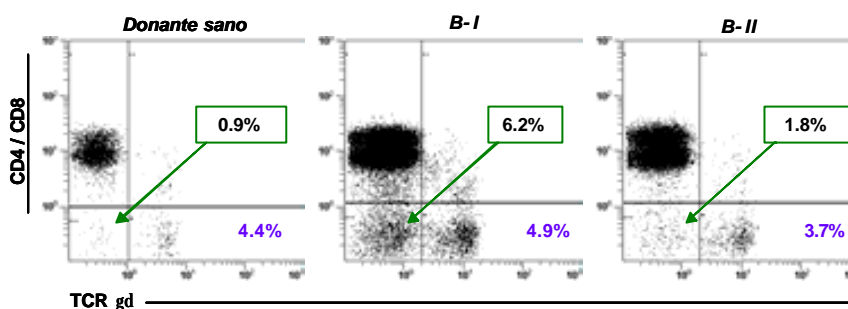 Donante sano
B- I
B- II
CD4 / CD8
0.9%
6.2%
1.8%
4.4%
4.9%
3.7%
TCR gd